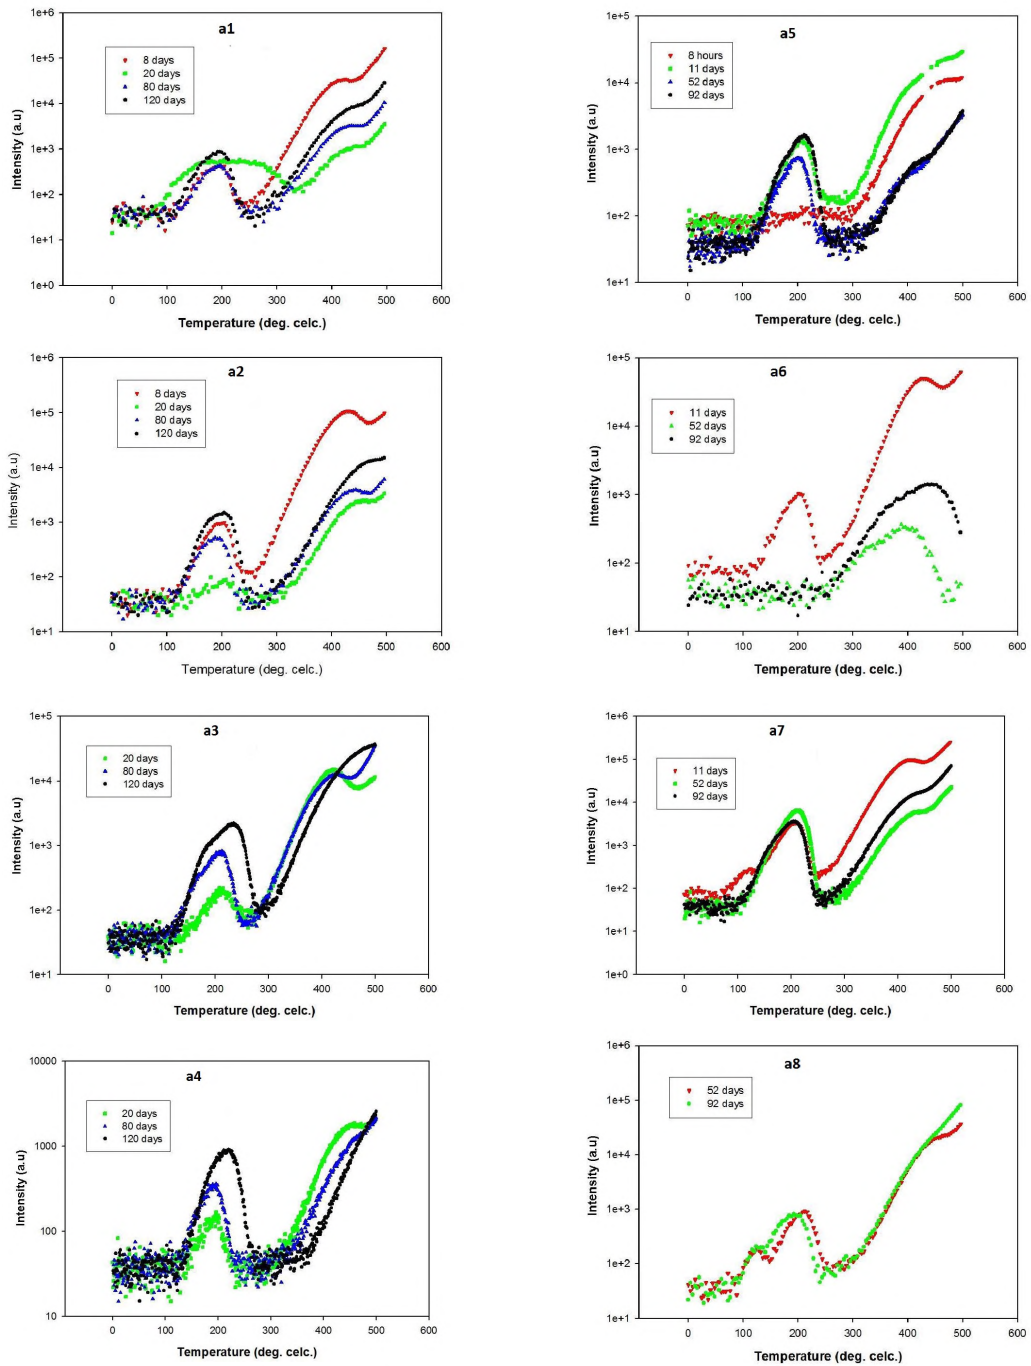 a1
1e+6
1e+5
1e+4
1e+3
1e+2
1e+1
1e+0
Intensity (a.u)
8 days
20 days
80 days
120 days
0 100 200 300 400 500 600
Temperature (deg. celc.)
a5
1e+5
1e+4
1e+3
1e+2
1e+1
Intensity (a.u)
8 hours
11 days
52 days
92 days
0 100 200 300 400 500 600
Temperature (deg. celc.)
a2
1e+6
1e+5
1e+4
1e+3
1e+2
1e+1
Intensity (a.u)
8 days
20 days
80 days
120 days
0 100 200 300 400 500 600
Temperature (deg. celc.)
a6
1e+5
1e+4
1e+3
1e+2
1e+1
Intensity (a.u)
11 days
52 days
92 days
0 100 200 300 400 500 600
Temperature (deg. celc.)
a3
1e+5
1e+4
1e+3
1e+2
1e+1
Intensity (a.u)
20 days
80 days
120 days
0 100 200 300 400 500 600
Temperature (deg. celc.)
a7
1e+6
1e+5
1e+4
1e+3
1e+2
1e+1
1e+0
Intensity (a.u)
11 days
52 days
92 days
0 100 200 300 400 500 600
Temperature (deg. celc.)
a4
10000
1000
100
10
Intensity (a.u)
20 days
80 days
120 days
0 100 200 300 400 500 600
Temperature (deg. celc.)
a8
1e+6
1e+5
1e+4
1e+3
1e+2
1e+1
Intensity (a.u)
52 days
92 days
0 100 200 300 400 500 600
Temperature (deg. celc.)